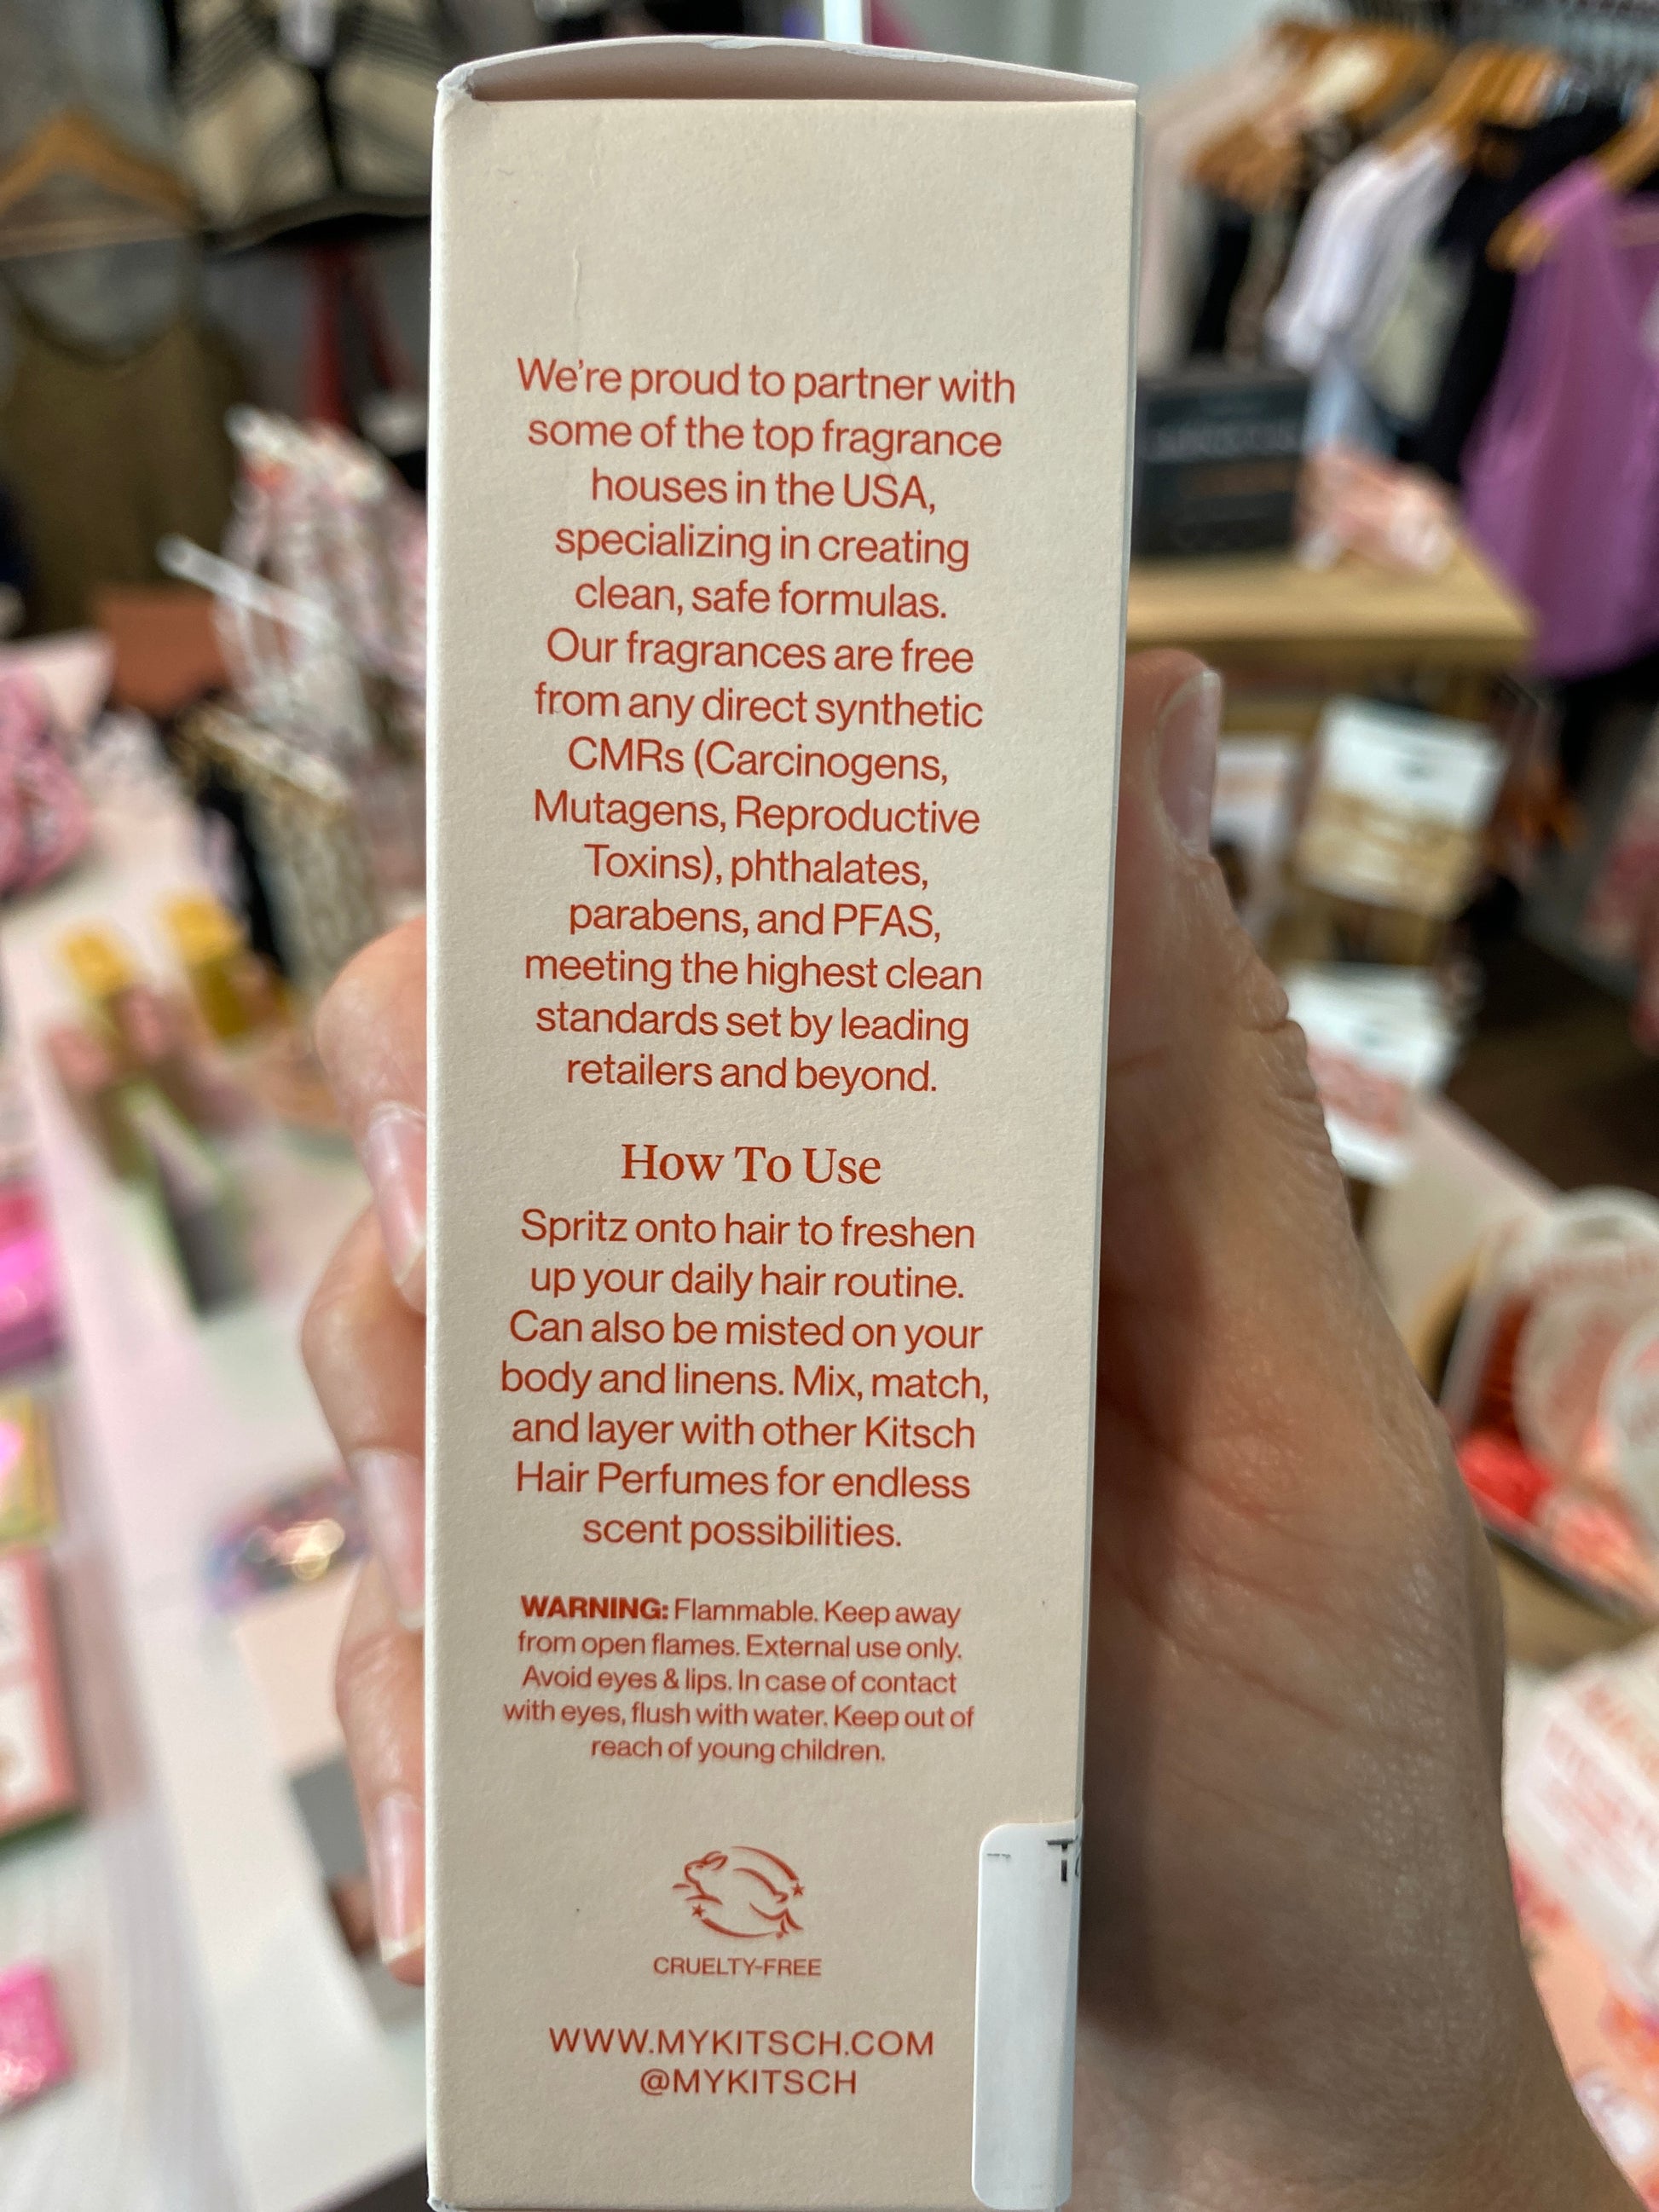 We're proud to partner with
some of the top fragrance
houses in the USA,
specializing in creating
clean, safe formulas.
Our fragrances are free
from any direct synthetic
CMRs (Carcinogens,
Mutagens, Reproductive
Toxins), phthalates,
parabens, and PFAS,
meeting the highest clean
standards set by leading
retailers and beyond.
How To Use
Spritz onto hair to freshen
up your daily hair routine.
Can also be misted on your
body and linens. Mix, match,
and layer with other Kitsch
Hair Perfumes for endless
scent possibilities.
WARNING: Flammable. Keep away
from open flames. External use only.
Avoid eyes & lips. In case of contact
with eyes, flush with water. Keep out of
reach of young children.
CRUELTY-FREE
WWW.MYKITSCH.COM
@MYKITSCH